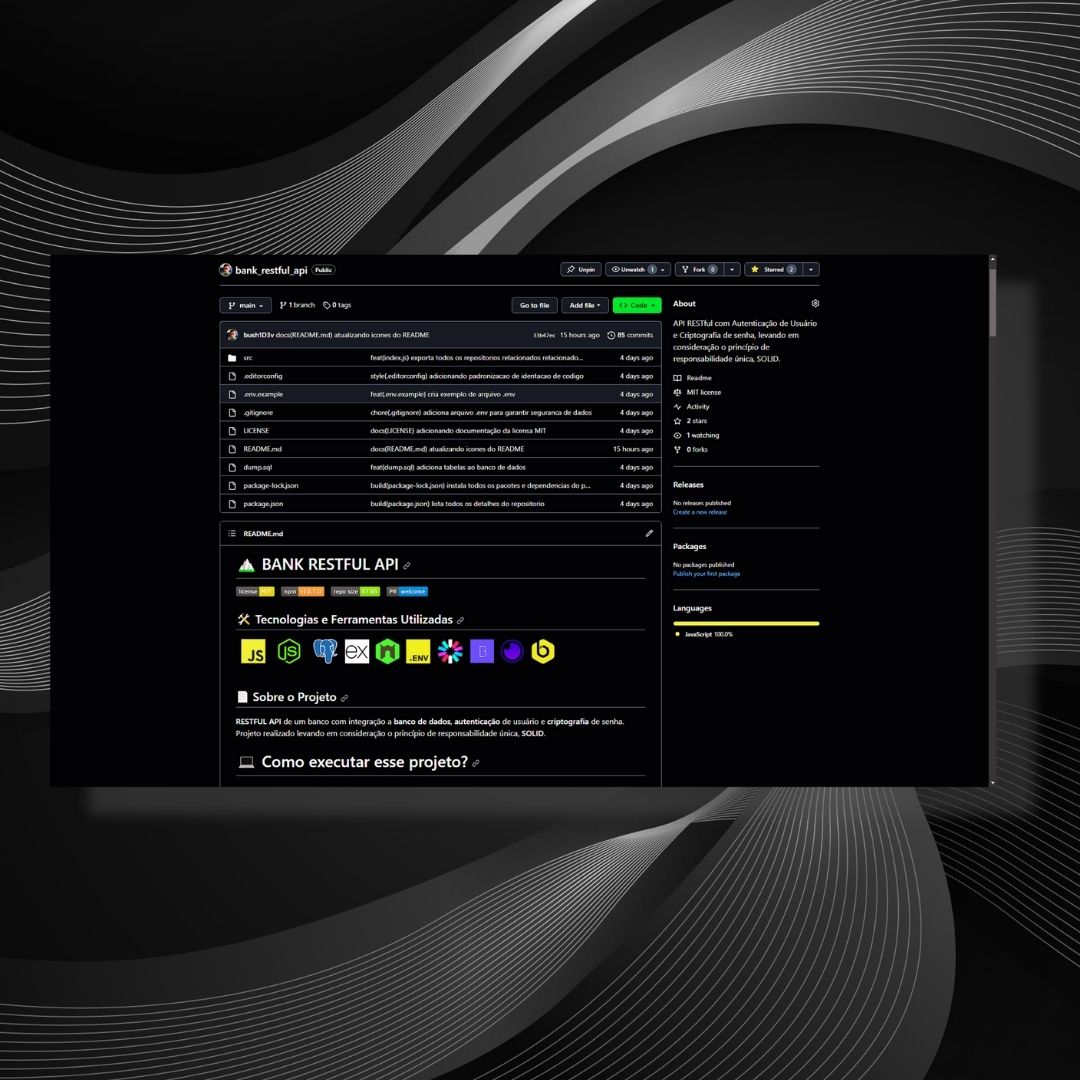 bank_restful_api Public
Unpin Unwatch 1 Fork 0 Starred 2
main 1 branch 0 tags Go to file Add file <> Code
bush1D3v docs(README.md) atualizando icones do README 33b47ec 15 hours ago 85 commits
src feat(index.js) exporta todos os repositorios relacionados relacionado... 4 days ago
.editorconfig style(.editorconfig) adicionando padronizacao de identacao de codigo 4 days ago
.env.example feat(.env.example) cria exemplo de arquivo .env 4 days ago
.gitignore chore(.gitignore) adiciona arquivo .env para garantir seguranca de dados 4 days ago
LICENSE docs(LICENSE) adicionando documentação da licensa MIT 4 days ago
README.md docs(README.md) atualizando icones do README 15 hours ago
dump.sql feat(dump.sql) adiciona tabelas ao banco de dados 4 days ago
package-lock.json build(package-lock.json) instala todos os pacotes e dependencias do p... 4 days ago
package.json build(package.json) lista todos os detalhes do repositorio 4 days ago
README.md
BANK RESTFUL API
license MIT npm repo size PR welcome
Tecnologias e Ferramentas Utilizadas
JS JS ex .ENV B b
Sobre o Projeto
RESTFUL API de um banco com integração a banco de dados, autenticação de usuário e criptografia de senha.
Projeto realizado levando em consideração o princípio de responsabilidade única, SOLID.
Como executar esse projeto?
About
API RESTful com Autenticação de Usuário
e Criptografia de senha, levando em
consideração o princípio de
responsabilidade única, SOLID.
Readme
MIT license
Activity
2 stars
1 watching
0 forks
Releases
No releases published
Create a new release
Packages
No packages published
Publish your first package
Languages
JavaScript 100.0%